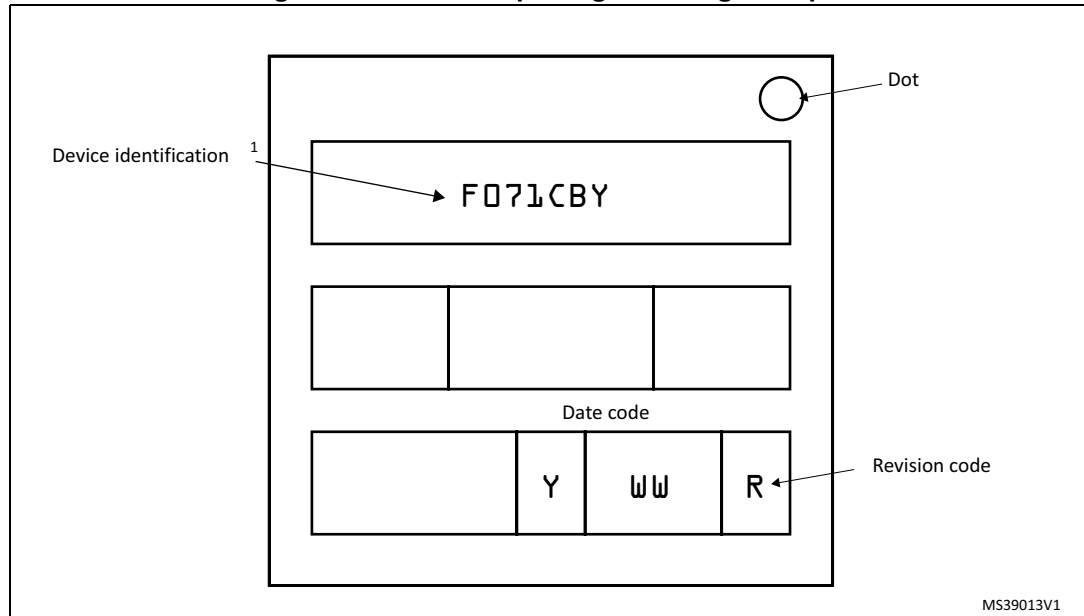 Dot
Device identification 1
F071CBY
Date code
Y WW R
Revision code
MS39013V1